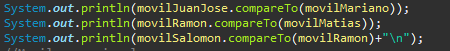 System.out.println(movilJuanJose.compareTo(movilMariano));
System.out.println(movilRamon.compareTo(movilMatias));
System.out.println(movilSalomon.compareTo(movilRamon)+"\n");